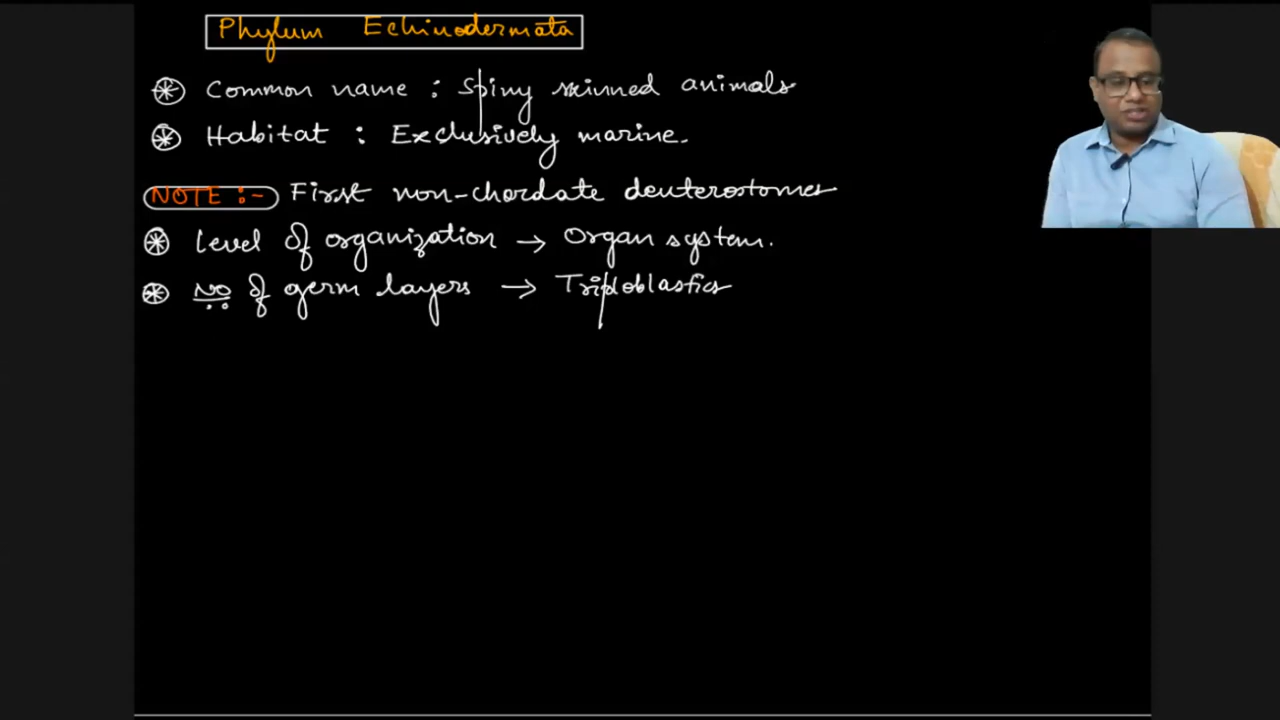 Phylum Echinodermata
Common name : Spiny skinned animals
Habitat : Exclusively marine.
NOTE :- First non-chordate deuterostomes
Level of organization → Organ system.
No of germ layers → Triploblastics